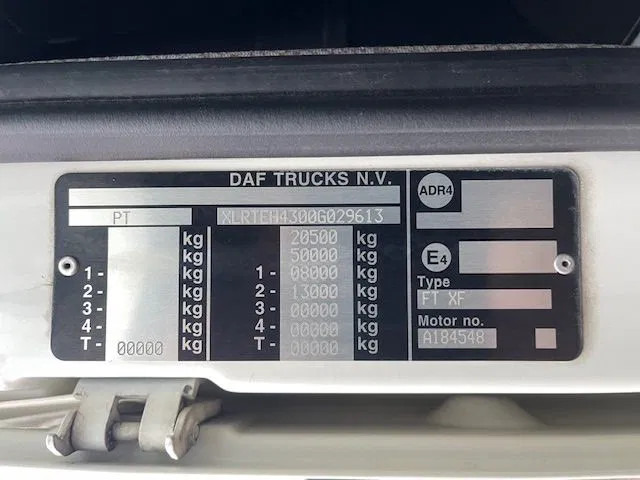 DAF TRUCKS N.V.
PT XLRTEH4300G029613
kg 20500 kg
kg 50000 kg
1- kg 1- 08000 kg
2- kg 2- 13000 kg
3- kg 3- 00000 kg
4- kg 4- 00000 kg
T- 00000 kg T- 00000 kg
ADR4
E4
Type
FT XF
Motor no.
A184548